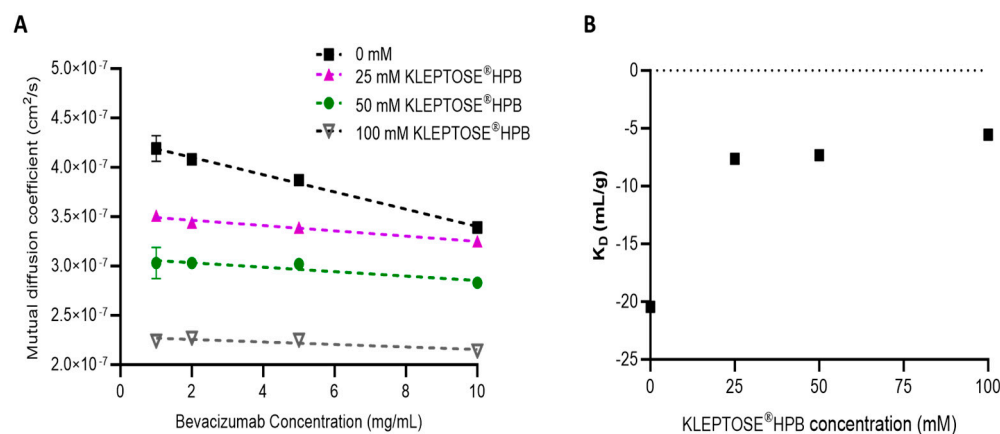 A
Mutual diffusion coefficient (cm²/s)
5.0×10⁻⁷
4.5×10⁻⁷
4.0×10⁻⁷
3.5×10⁻⁷
3.0×10⁻⁷
2.5×10⁻⁷
2.0×10⁻⁷
0 2 4 6 8 10
Bevacizumab Concentration (mg/mL)
0 mM
25 mM KLEPTOSE®HPB
50 mM KLEPTOSE®HPB
100 mM KLEPTOSE®HPB
B
K_D (mL/g)
0
-5
-10
-15
-20
-25
0 25 50 75 100
KLEPTOSE®HPB concentration (mM)